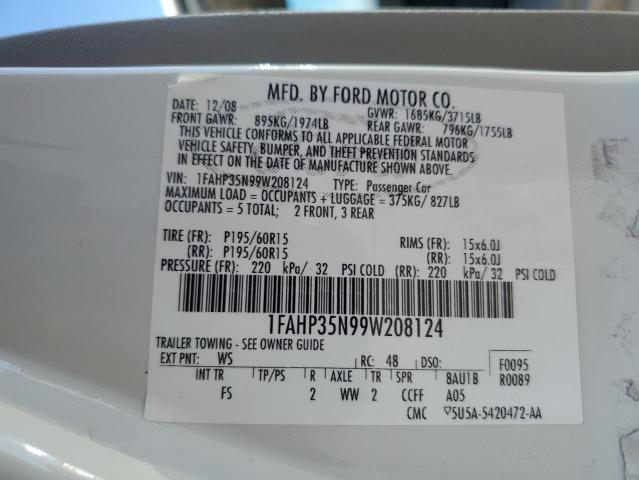 MFD. BY FORD MOTOR CO.
DATE: 12/08 GVWR: 1685KG/3715LB
FRONT GAWR: 895KG/1974LB REAR GAWR: 796KG/1755LB
THIS VEHICLE CONFORMS TO ALL APPLICABLE FEDERAL MOTOR
VEHICLE SAFETY, BUMPER, AND THEFT PREVENTION STANDARDS
IN EFFECT ON THE DATE OF MANUFACTURE SHOWN ABOVE.
VIN: 1FAHP35N99W208124 TYPE: Passenger Car
MAXIMUM LOAD = OCCUPANTS + LUGGAGE = 375KG/ 827LB
OCCUPANTS = 5 TOTAL; 2 FRONT, 3 REAR
TIRE (FR): P195/60R15 RIMS (FR): 15x6.0J
(RR) P195/60R15 (RR) 15x6.0J
PRESSURE (FR): 220 kPa/ 32 PSI COLD (RR): 220 kPa/ 32 PSI COLD
1FAHP35N99W208124
TRAILER TOWING - SEE OWNER GUIDE
EXT PNT: WS RC: 48 DSO: F0095
INT TR TP/PS R AXLE TR SPR 8AU1B R0089
FS 2 WW 2 CCFF A05
CMC ▽5U5A-5420472-AA